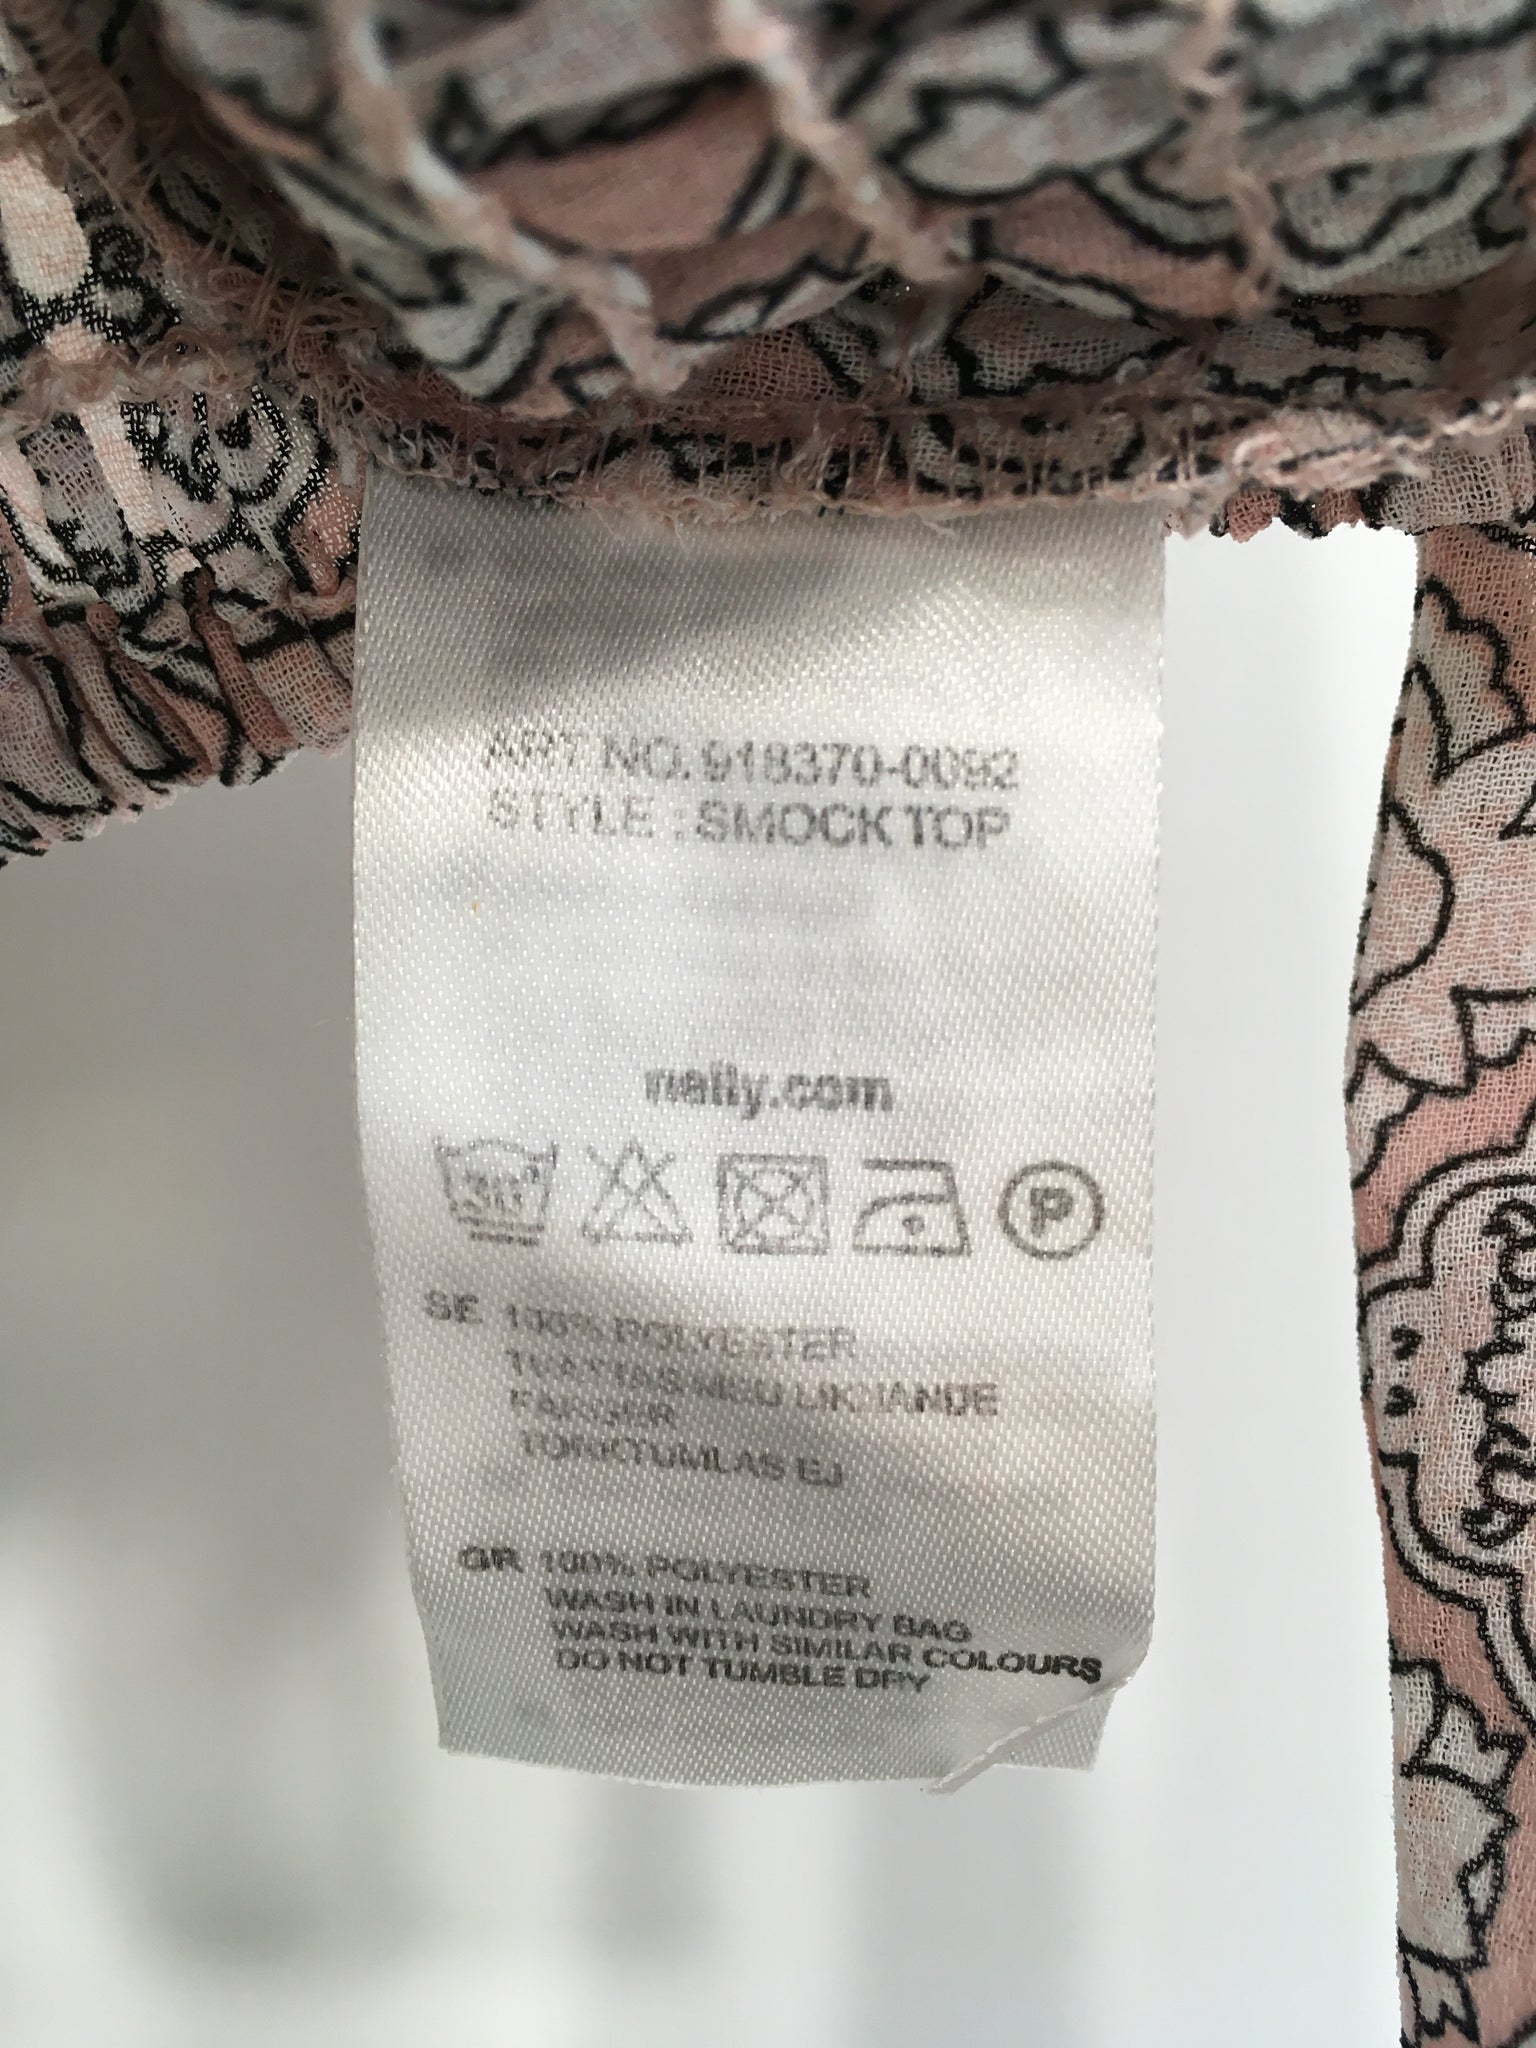 ART NO. 918370-0092
STYLE : SMOCK TOP
nelly.com
30°
P
SE 100% POLYESTER
TVÄTTAS MED LIKNANDE
FÄRGER
TORKTUMLAS EJ
GR 100% POLYESTER
WASH IN LAUNDRY BAG
WASH WITH SIMILAR COLOURS
DO NOT TUMBLE DRY